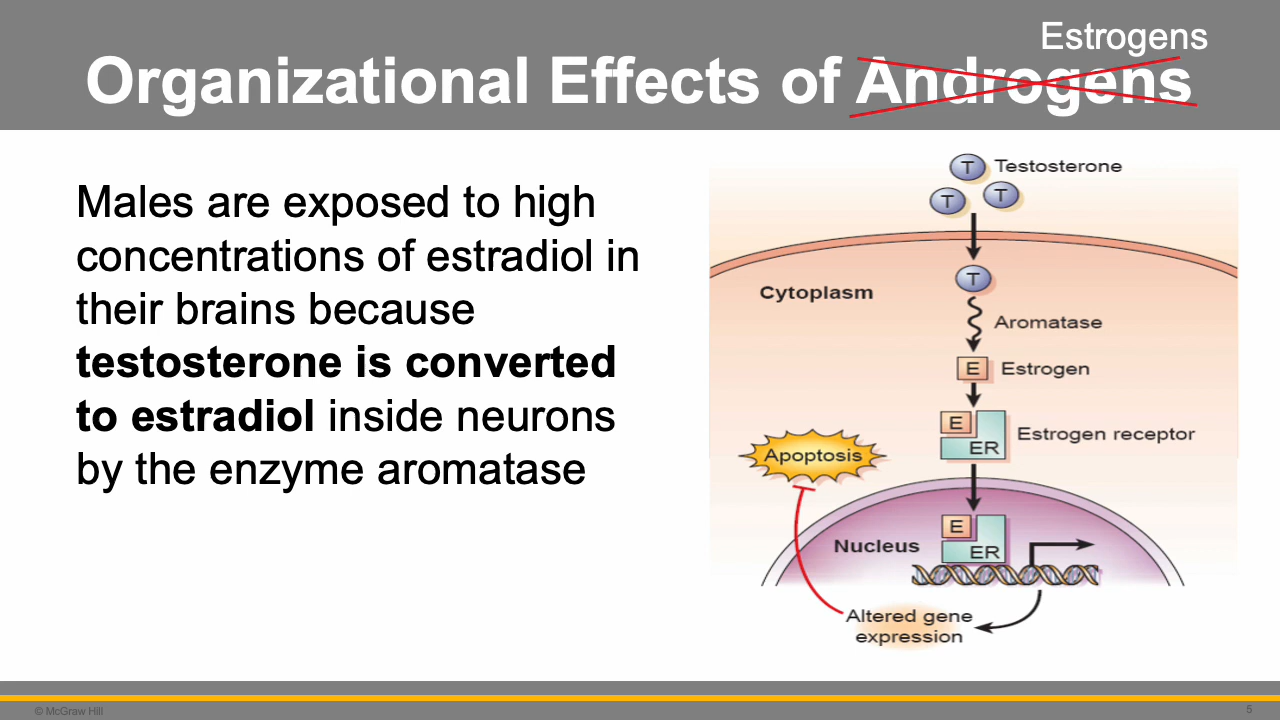 Estrogens
Organizational Effects of Androgens
Males are exposed to high
concentrations of estradiol in
their brains because
testosterone is converted
to estradiol inside neurons
by the enzyme aromatase
T Testosterone
T T
T
Cytoplasm
Aromatase
E Estrogen
E
ER
Estrogen receptor
Apoptosis
E
ER
Nucleus
Altered gene
expression
© McGraw Hill
5